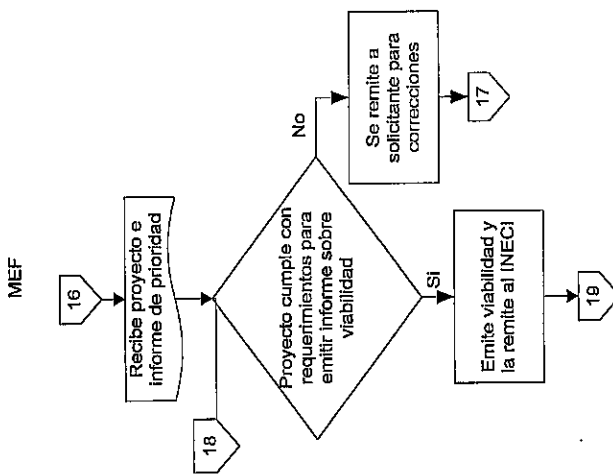 MEF
16
Recibe proyecto e
informe de prioridad
18
Proyecto cumple con
requerimientos para
emitir informe sobre
viabilidad
No
Se remite a
solicitante para
correcciones
17
Si
Emite viabilidad y
la remite al INECI
19